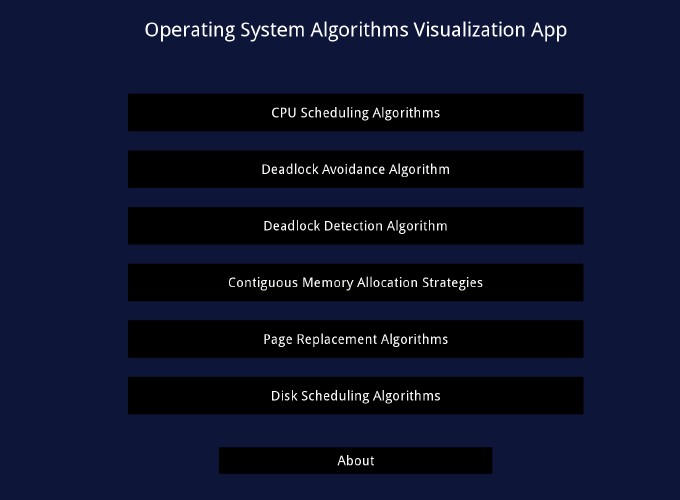 Operating System Algorithms Visualization App
CPU Scheduling Algorithms
Deadlock Avoidance Algorithm
Deadlock Detection Algorithm
Contiguous Memory Allocation Strategies
Page Replacement Algorithms
Disk Scheduling Algorithms
About